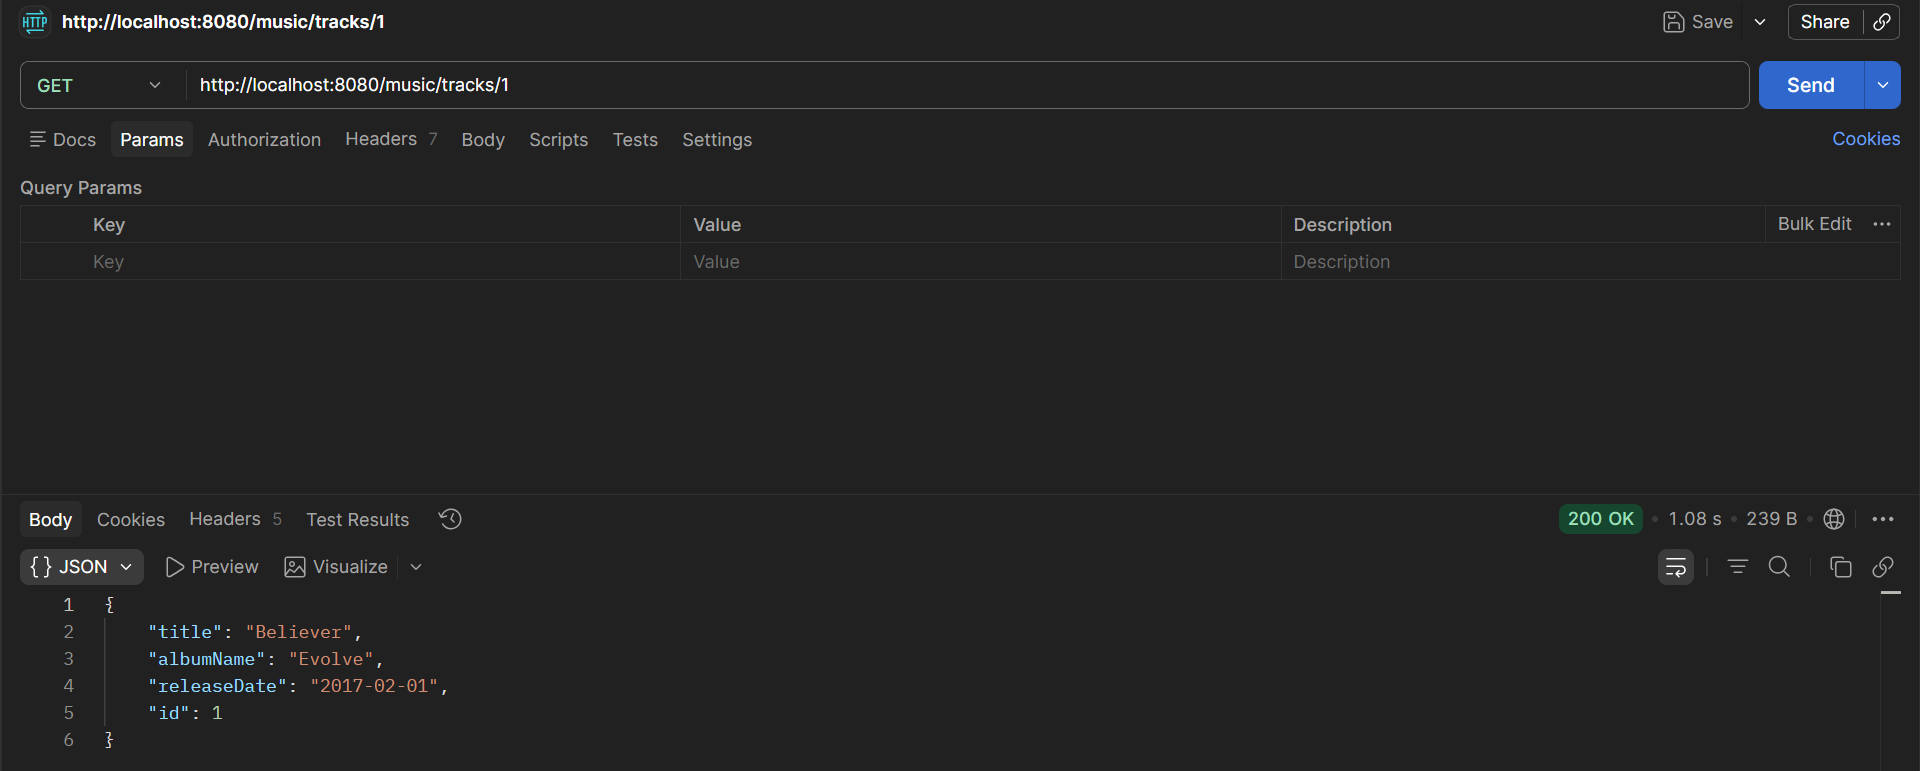 HTTP http://localhost:8080/music/tracks/1 Save Share
GET http://localhost:8080/music/tracks/1 Send
Docs Params Authorization Headers 7 Body Scripts Tests Settings Cookies
Query Params
Key Value Description Bulk Edit
Key Value Description
Body Cookies Headers 5 Test Results 200 OK 1.08 s 239 B
{} JSON Preview Visualize
1 {
2 "title": "Believer",
3 "albumName": "Evolve",
4 "releaseDate": "2017-02-01",
5 "id": 1
6 }